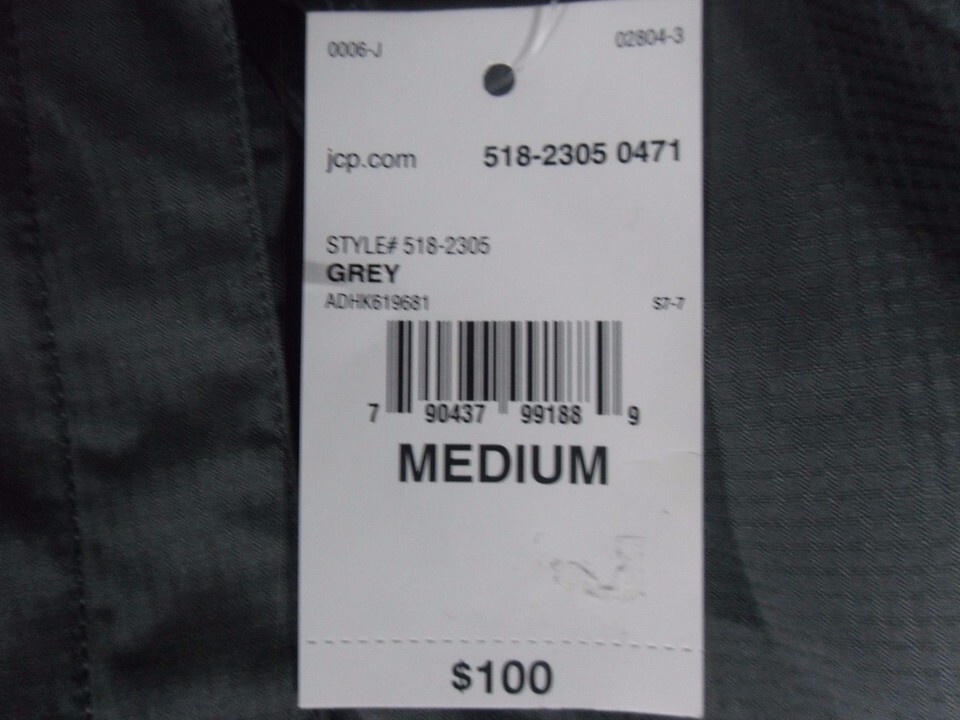 0006-J 02804-3
jcp.com 518-2305 0471
STYLE# 518-2305
GREY
ADHK619681 S7-7
7 90437 99188 9
MEDIUM
$100